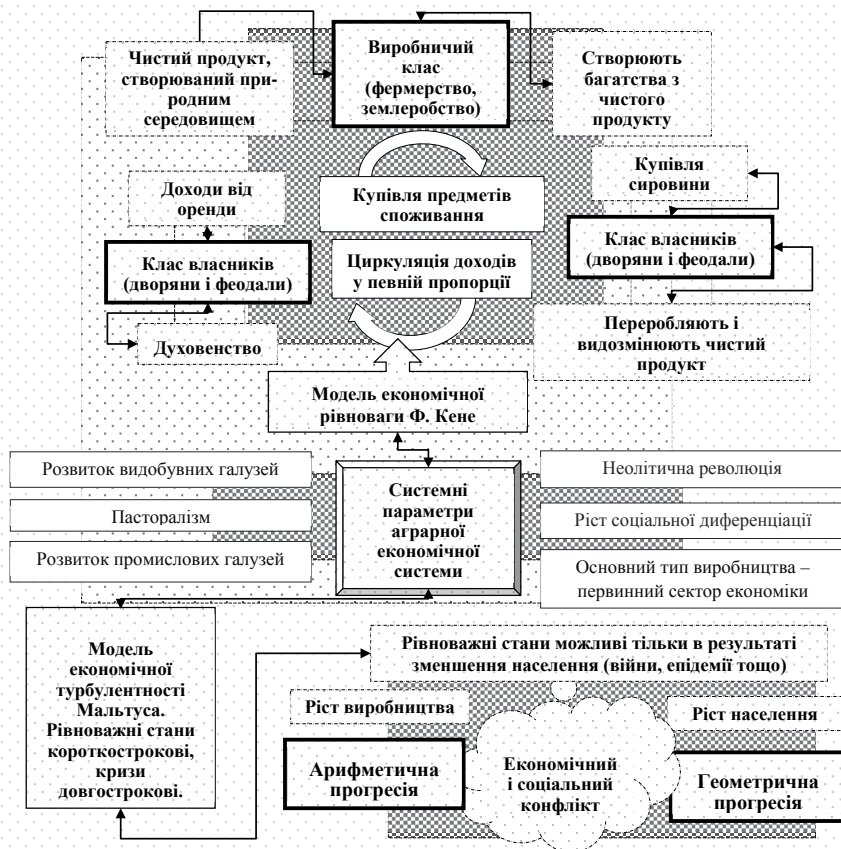 Чистий продукт,
створюваний при-
родним
середовищем
Виробничий
клас
(фермерство,
землеробство)
Створюють
багатства з
чистого
продукту
Доходи від
оренди
Купівля предметів
споживання
Купівля
сировини
Клас власників
(дворяни і феодали)
Циркуляція доходів
у певній пропорції
Клас власників
(дворяни і феодали)
Духовенство
Переробляють і
видозмінюють чистий
продукт
Модель економічної
рівноваги Ф. Кене
Розвиток видобувних галузей
Пасторалізм
Розвиток промислових галузей
Системні
параметри
аграрної
економічної
системи
Неолітична революція
Ріст соціальної диференціації
Основний тип виробництва –
первинний сектор економіки
Модель
економічної
турбулентності
Мальтуса.
Рівноважні стани
короткострокові,
кризи
довгострокові.
Рівноважні стани можливі тільки в результаті
зменшення населення (війни, епідемії тощо)
Ріст виробництва
Ріст населення
Арифметична
прогресія
Економічний
і соціальний
конфлікт
Геометрична
прогресія